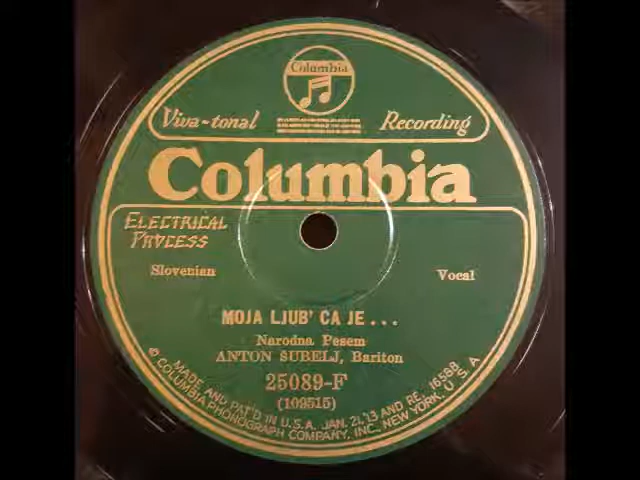 Columbia
Viva-tonal Recording
Columbia
ELECTRICAL
PROCESS
Slovenian Vocal
MOJA LJUB' CA JE...
Narodna Pesem
ANTON SUBELJ, Bariton
25089-F
(109515)
MADE AND PAT'D IN U.S.A. JAN. 21,'13 AND RE. 16588
© COLUMBIA PHONOGRAPH COMPANY, INC., NEW YORK, U.S.A.